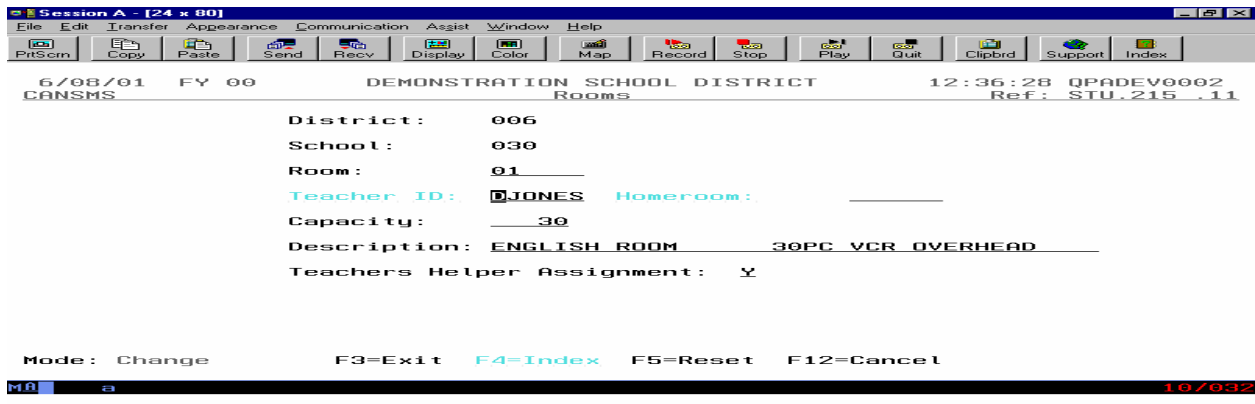 Session A - [24 x 80]
File Edit Transfer Appearance Communication Assist Window Help
PrtScrn Copy Paste Send Recv Display Color Map Record Stop Play Quit Clipbrd Support Index
6/08/01 FY 00 DEMONSTRATION SCHOOL DISTRICT 12:36:28 QPADEV0002
CANSMS Rooms Ref: STU.215 .11
District: 006
School: 030
Room: 01
Teacher ID: DJONES Homeroom:
Capacity: 30
Description: ENGLISH ROOM 30PC VCR OVERHEAD
Teachers Helper Assignment: Y
Mode: Change F3=Exit F4=Index F5=Reset F12=Cancel
MA a 10/032